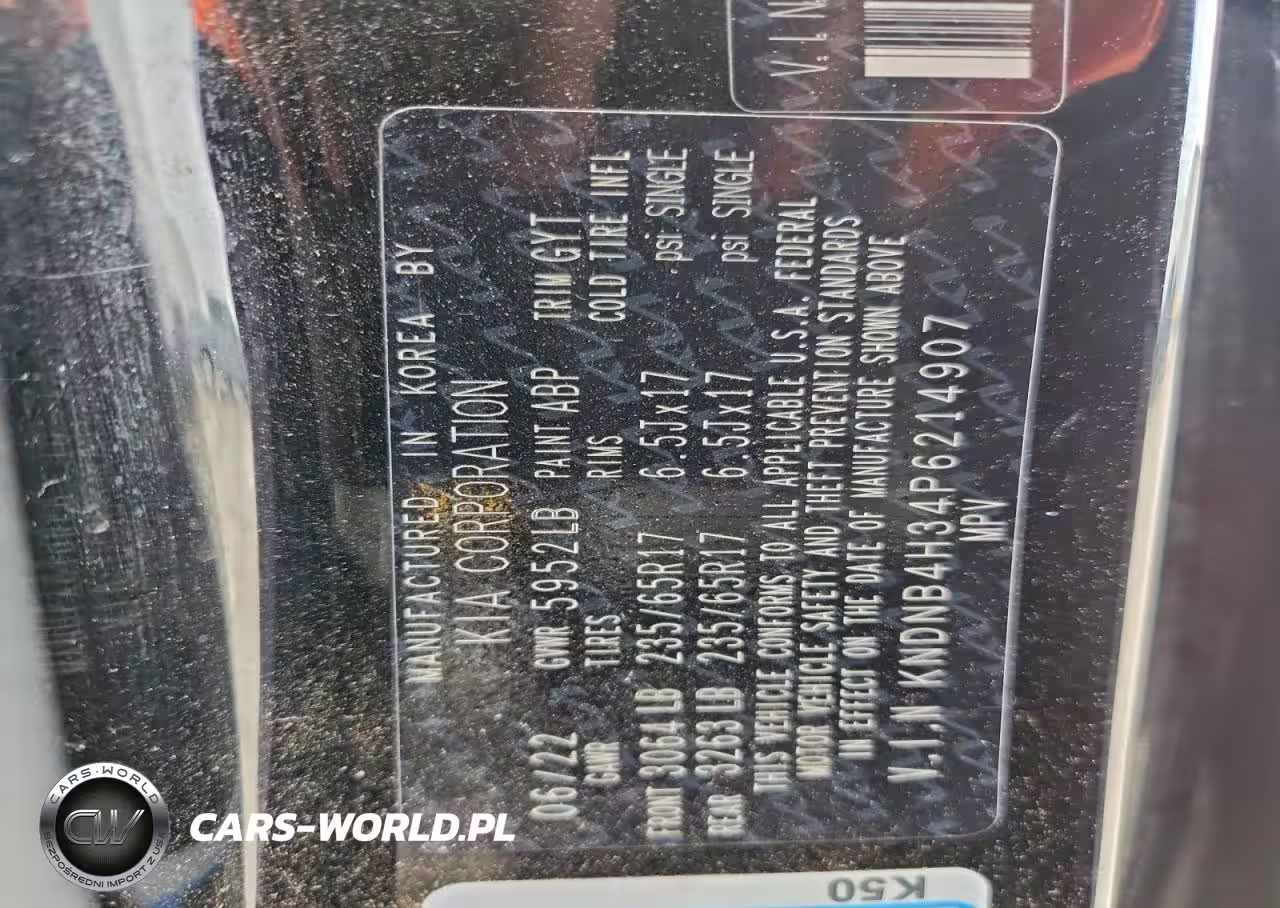 V.I.N
MANUFACTURED IN KOREA BY
KIA CORPORATION
06/22 GVWR 5952LB PAINT ABP TRIM GYT
GAWR TIRES RIMS COLD TIRE INFL
FRONT 3064LB 235/65R17 6.5Jx17 psi SINGLE
REAR 3263LB 235/65R17 6.5Jx17 psi SINGLE
THIS VEHICLE CONFORMS TO ALL APPLICABLE U.S.A. FEDERAL
MOTOR VEHICLE SAFETY AND THEFT PREVENTION STANDARDS
IN EFFECT ON THE DATE OF MANUFACTURE SHOWN ABOVE
V.I.N KNDNB4H34P6214907
MPV
K50
CARS-WORLD
CW
BEZPOŚREDNI IMPORT Z USA
CARS-WORLD.PL